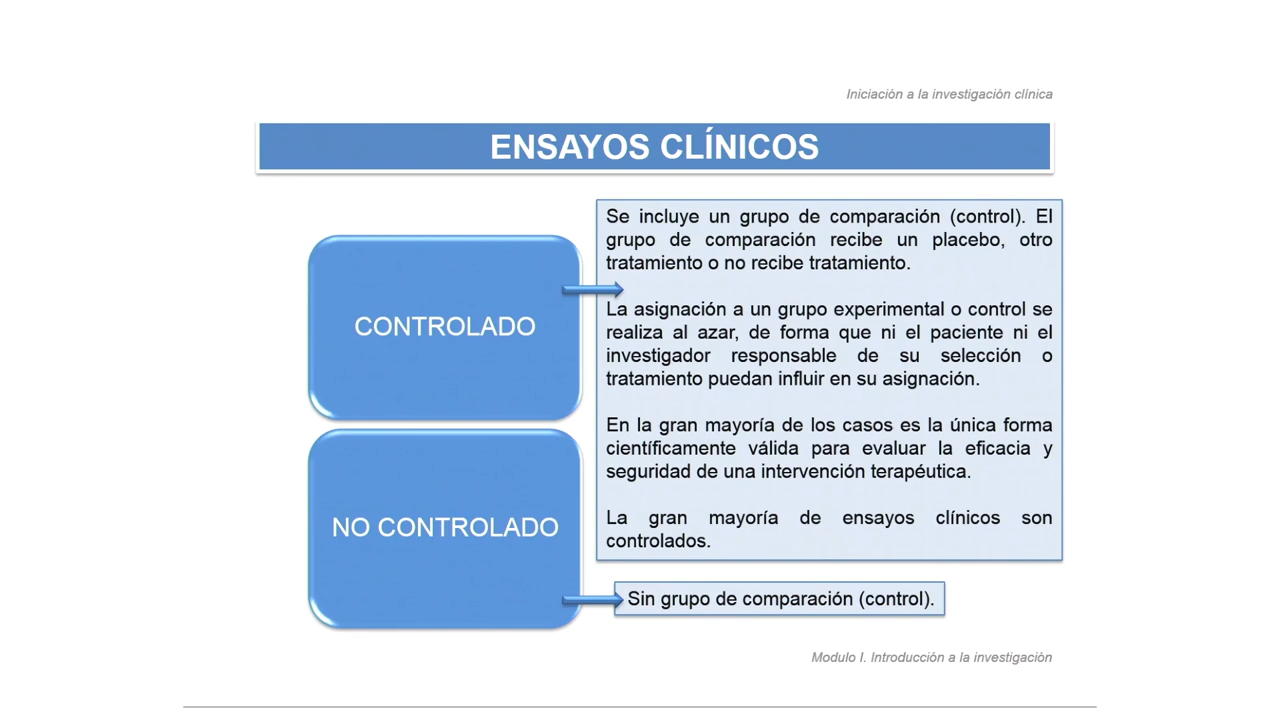 Iniciación a la investigación clínica
ENSAYOS CLÍNICOS
CONTROLADO
Se incluye un grupo de comparación (control). El
grupo de comparación recibe un placebo, otro
tratamiento o no recibe tratamiento.
La asignación a un grupo experimental o control se
realiza al azar, de forma que ni el paciente ni el
investigador responsable de su selección o
tratamiento puedan influir en su asignación.
En la gran mayoría de los casos es la única forma
científicamente válida para evaluar la eficacia y
seguridad de una intervención terapéutica.
La gran mayoría de ensayos clínicos son
controlados.
NO CONTROLADO
Sin grupo de comparación (control).
Modulo I. Introducción a la investigación